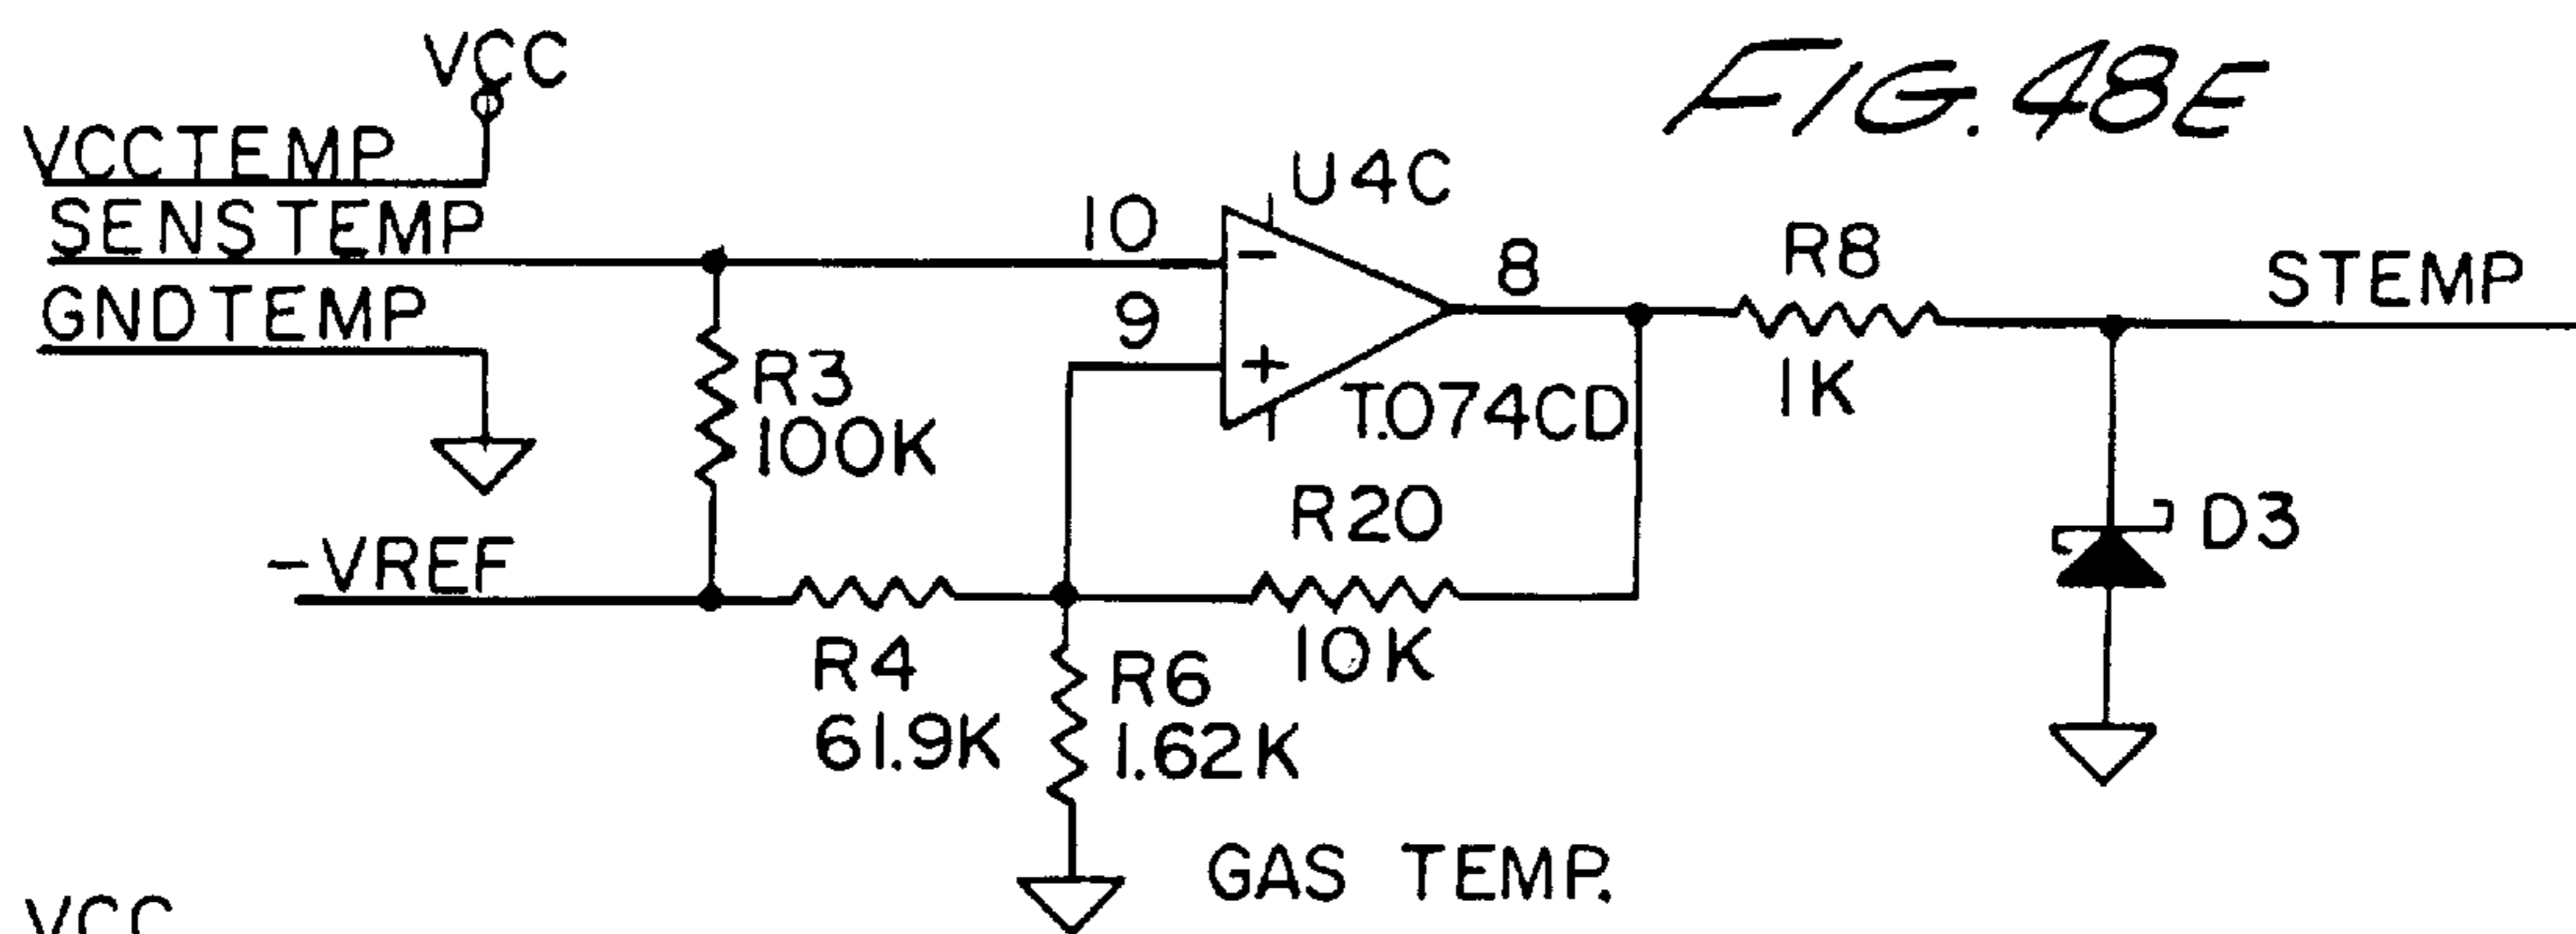 FIG. 48E
VCC
VCCTEMP
SENSTEMP
GNDTEMP
-VREF
10
9
-
+
U4C
8
T.074CD
R3
100K
R4
61.9K
R6
1.62K
R20
10K
R8
1K
STEMP
D3
GAS TEMP.
VCC